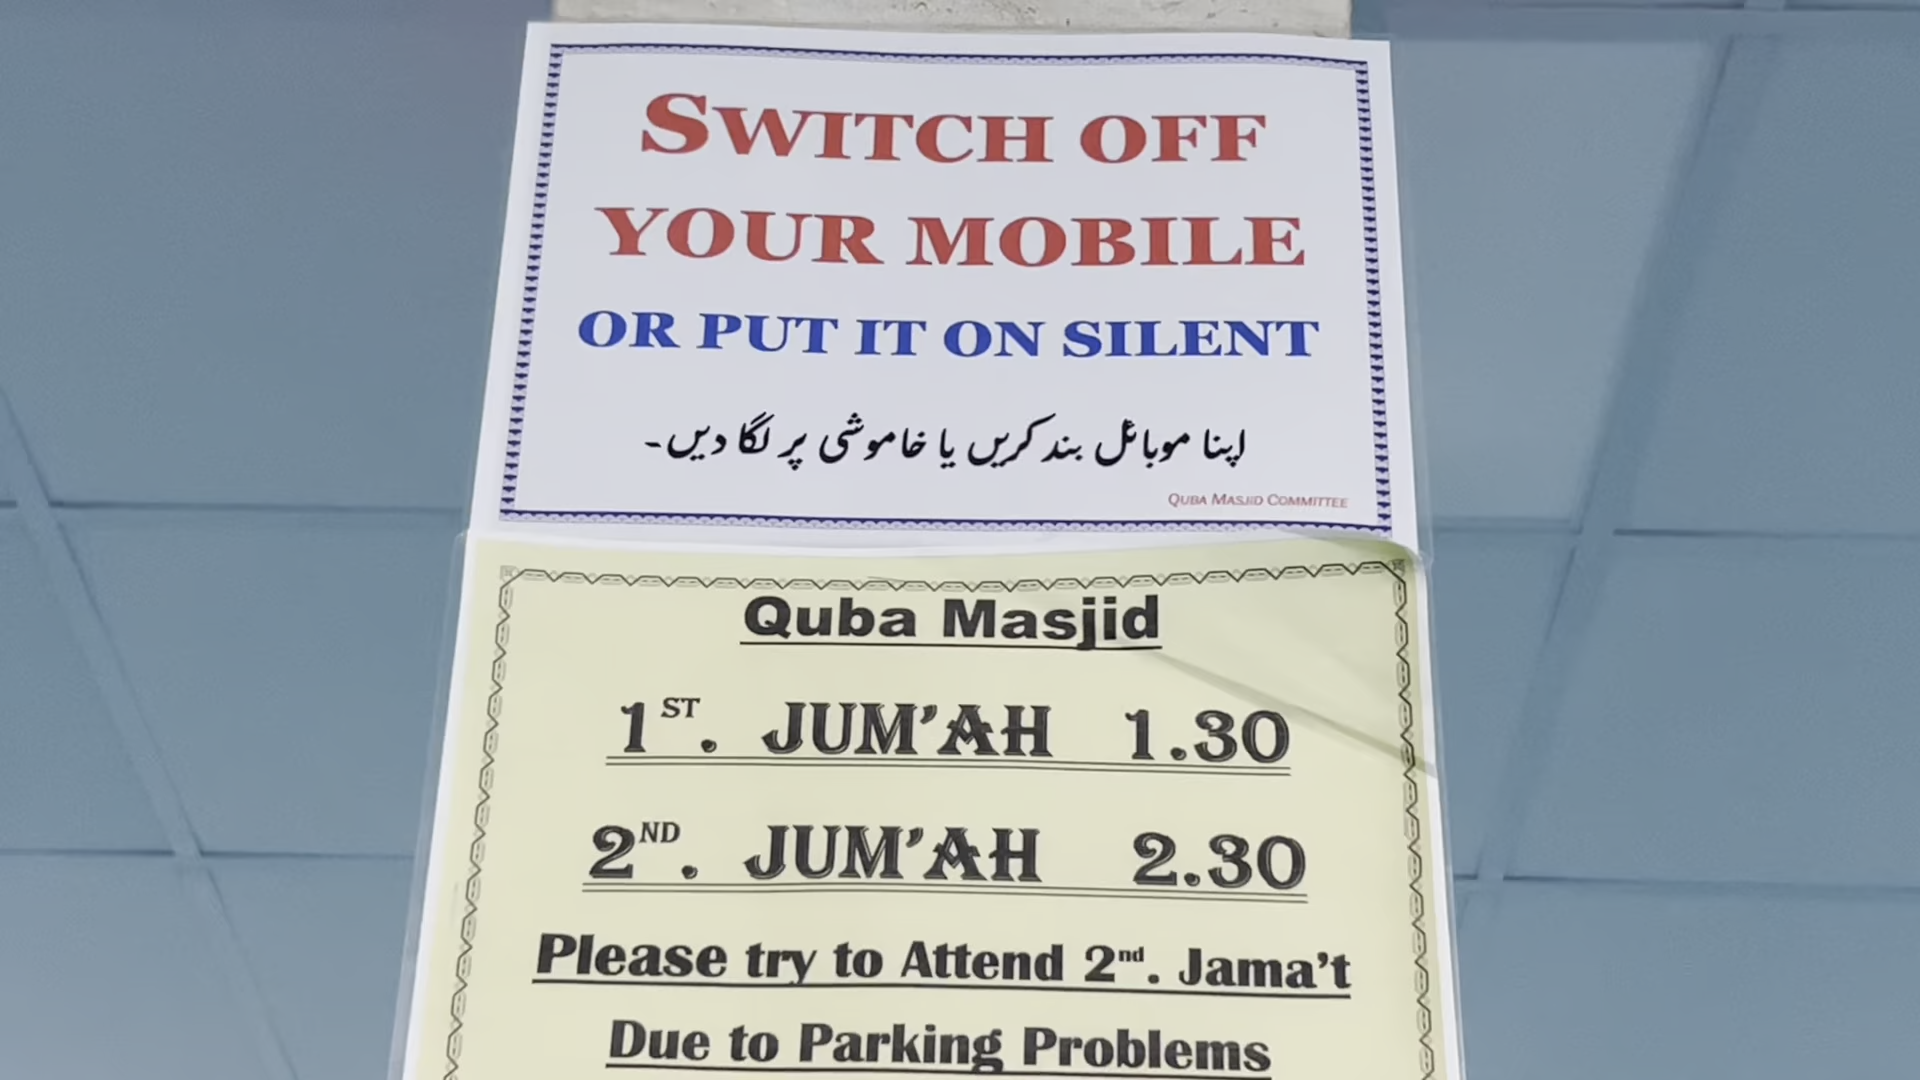 SWITCH OFF
YOUR MOBILE
OR PUT IT ON SILENT
اپنا موبائل بند کریں یا خاموشی پر لگا دیں۔
QUBA MASJID COMMITTEE
Quba Masjid
1ST. JUM'AH 1.30
2ND. JUM'AH 2.30
Please try to Attend 2nd. Jama't
Due to Parking Problems